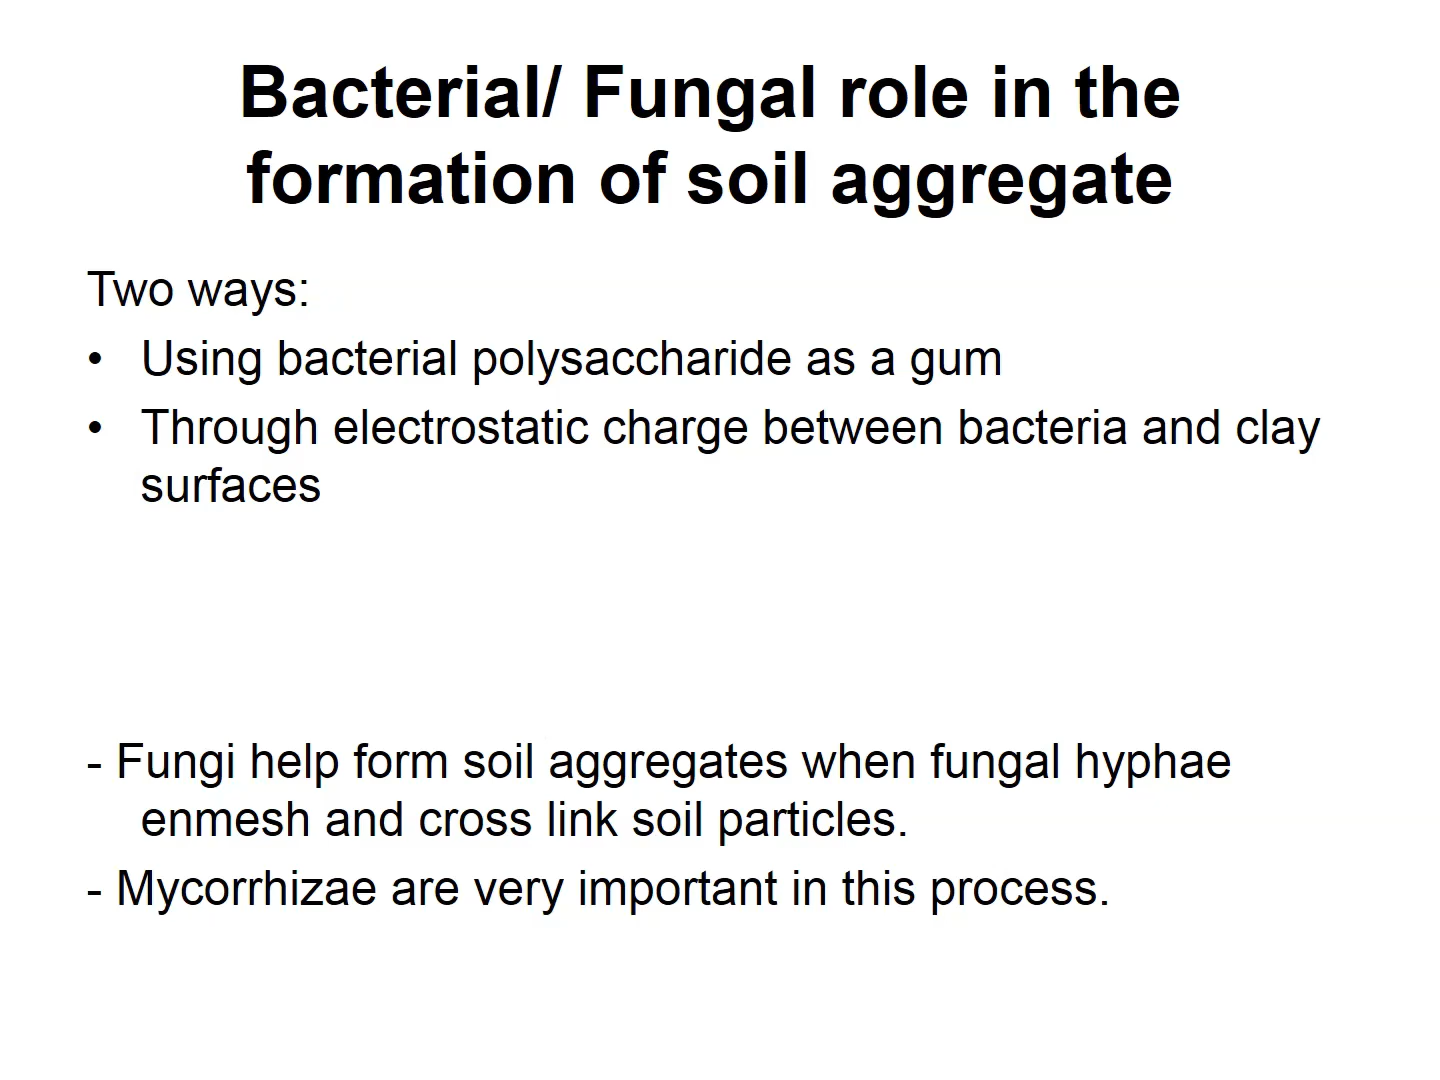 Bacterial/ Fungal role in the
formation of soil aggregate
Two ways:
• Using bacterial polysaccharide as a gum
• Through electrostatic charge between bacteria and clay
surfaces
- Fungi help form soil aggregates when fungal hyphae
enmesh and cross link soil particles.
- Mycorrhizae are very important in this process.